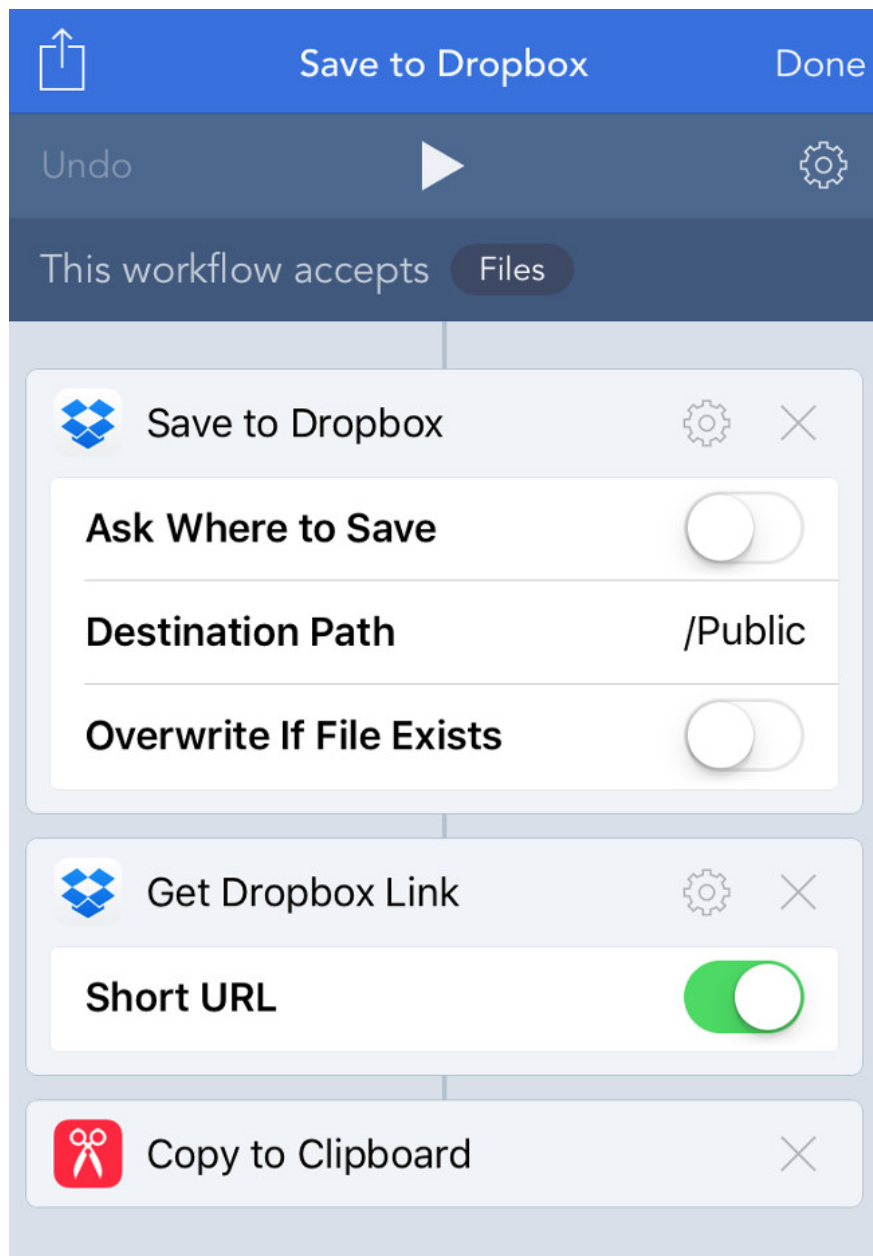 Save to Dropbox Done
Undo
This workflow accepts Files
Save to Dropbox
Ask Where to Save
Destination Path /Public
Overwrite If File Exists
Get Dropbox Link
Short URL
Copy to Clipboard